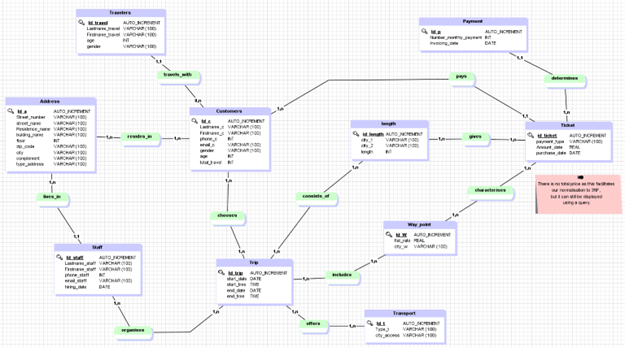 Travelers
Id_travel AUTO_INCREMENT
Lastname_travel VARCHAR (100)
Firstname_travel VARCHAR (100)
age INT
gender VARCHAR (100)
1,1
travels_with
1,n
Payment
Id_p AUTO_INCREMENT
Number_monthly_payment INT
Invoicing_date DATE
1,1
determines
1,n
pays
1,n
1,1
Address
Id_a AUTO_INCREMENT
Street_number VARCHAR (100)
street_name VARCHAR (100)
Residence_name VARCHAR (100)
building_name VARCHAR (100)
floor INT
zip_code VARCHAR (100)
city VARCHAR (100)
complement VARCHAR (100)
type_address VARCHAR (100)
1,n
resides_in
1,n
Customers
Id_c AUTO_INCREMENT
Lastname_c VARCHAR (100)
Firstname_c VARCHAR (100)
phone_c INT
email_c VARCHAR (100)
gender VARCHAR (100)
age INT
total_travel INT
length
Id_length AUTO_INCREMENT
city_1 VARCHAR (100)
city_2 VARCHAR (100)
length INT
1,n
gives
1,n
Ticket
id_ticket AUTO_INCREMENT
payment_type VARCHAR (100)
Amount_date REAL
purchase_date DATE
There is no total price as this facilitates
our normalisation to 3NF,
but it can still be displayed
using a query.
1,n
1,n
1,n
consists_of
1,n
characterises
1,n
lives_in
1,n
chooses
1,n
Way_point
Id_W AUTO_INCREMENT
flat_rate REAL
city_w VARCHAR (100)
1,n
includes
1,n
Staff
Id_staff AUTO_INCREMENT
Lastname_staff VARCHAR (100)
Firstname_staff VARCHAR (100)
phone_staff INT
email_staff VARCHAR (100)
hiring_date DATE
1,n
organises
1,n
Trip
Id_trip AUTO_INCREMENT
start_date DATE
start_time TIME
end_date DATE
end_time TIME
1,n
offers
1,n
Transport
Id_t AUTO_INCREMENT
Type_t VARCHAR (100)
city_access VARCHAR (100)